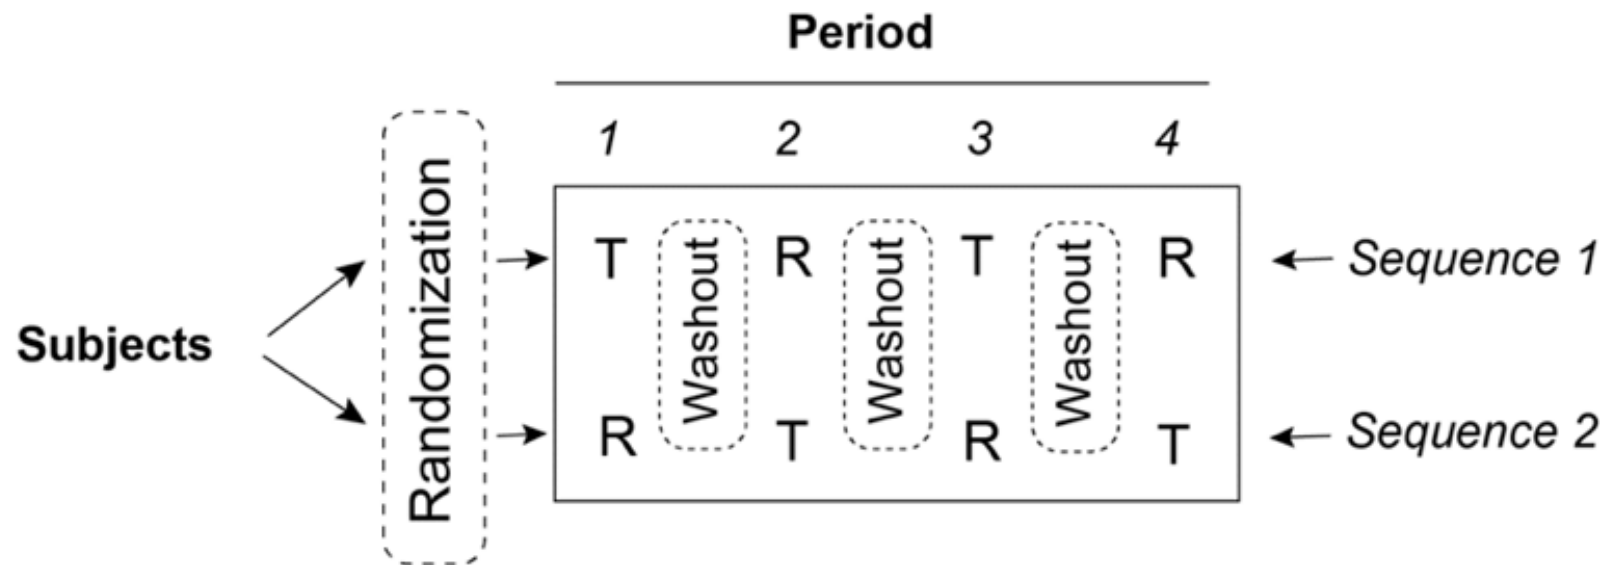 Period
1 2 3 4
Randomization
T Washout R Washout T Washout R Sequence 1
Subjects
R T R T Sequence 2